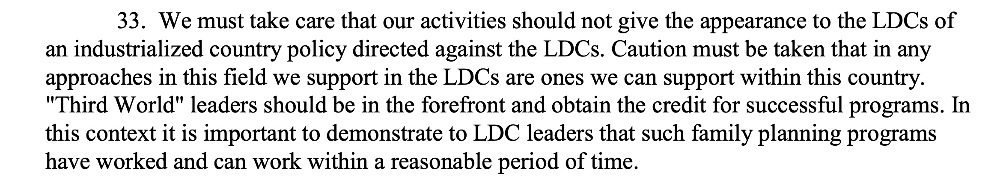 33. We must take care that our activities should not give the appearance to the LDCs of
an industrialized country policy directed against the LDCs. Caution must be taken that in any
approaches in this field we support in the LDCs are ones we can support within this country.
"Third World" leaders should be in the forefront and obtain the credit for successful programs. In
this context it is important to demonstrate to LDC leaders that such family planning programs
have worked and can work within a reasonable period of time.